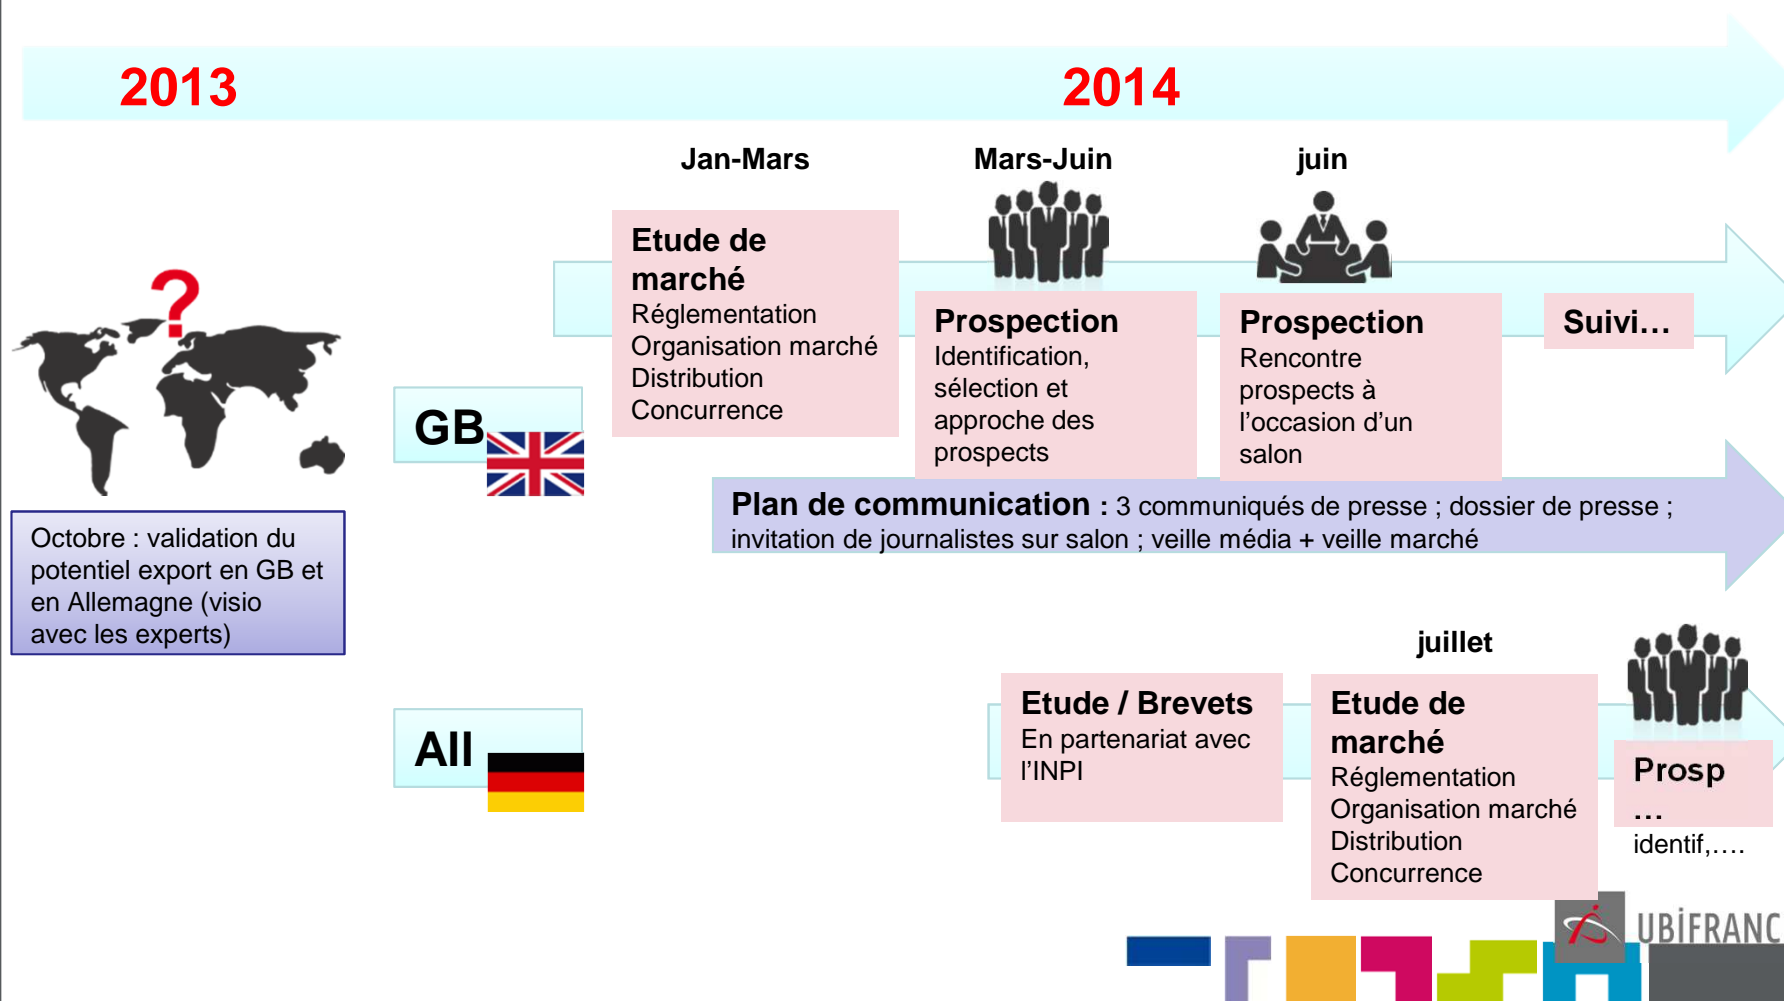 2013
2014
Jan-Mars
Mars-Juin
juin
?
Etude de
marché
Réglementation
Organisation marché
Distribution
Concurrence
Prospection
Identification,
sélection et
approche des
prospects
Prospection
Rencontre
prospects à
l’occasion d’un
salon
Suivi…
GB
Plan de communication : 3 communiqués de presse ; dossier de presse ;
invitation de journalistes sur salon ; veille média + veille marché
Octobre : validation du
potentiel export en GB et
en Allemagne (visio
avec les experts)
juillet
All
Etude / Brevets
En partenariat avec
l’INPI
Etude de
marché
Réglementation
Organisation marché
Distribution
Concurrence
Prosp
…
identif,….
UBIFRANC